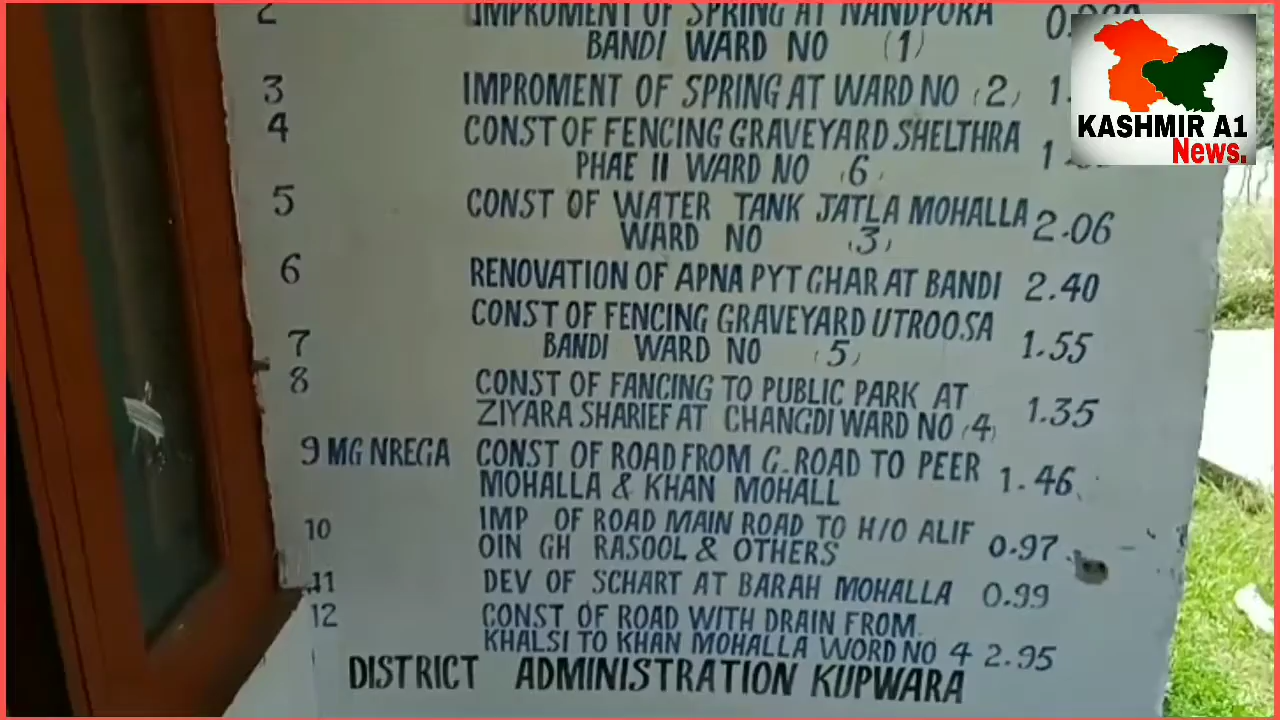 2 IMPROMENT OF SPRING AT NANDPORA
BANDI WARD NO (1)
3 IMPROMENT OF SPRING AT WARD NO (2) 1.
4 CONST OF FENCING GRAVEYARD SHELTHRA
PHAE II WARD NO (6) 1
5 CONST OF WATER TANK JATLA MOHALLA 2.06
WARD NO (3)
6 RENOVATION OF APNA PYT GHAR AT BANDI 2.40
CONST OF FENCING GRAVEYARD UTROOSA
7 BANDI WARD NO (5) 1.55
8 CONST OF FANCING TO PUBLIC PARK AT
ZIYARA SHARIEF AT CHANGDI WARD NO (4) 1.35
9 MG NREGA CONST OF ROAD FROM G.ROAD TO PEER
MOHALLA & KHAN MOHALL 1.46
10 IMP OF ROAD MAIN ROAD TO H/O ALIF
OIN GH RASOOL & OTHERS 0.97
11 DEV OF SCHART AT BARAH MOHALLA 0.99
12 CONST OF ROAD WITH DRAIN FROM
KHALSI TO KHAN MOHALLA WORD NO 4 2.95
DISTRICT ADMINISTRATION KUPWARA
KASHMIR A1
News.